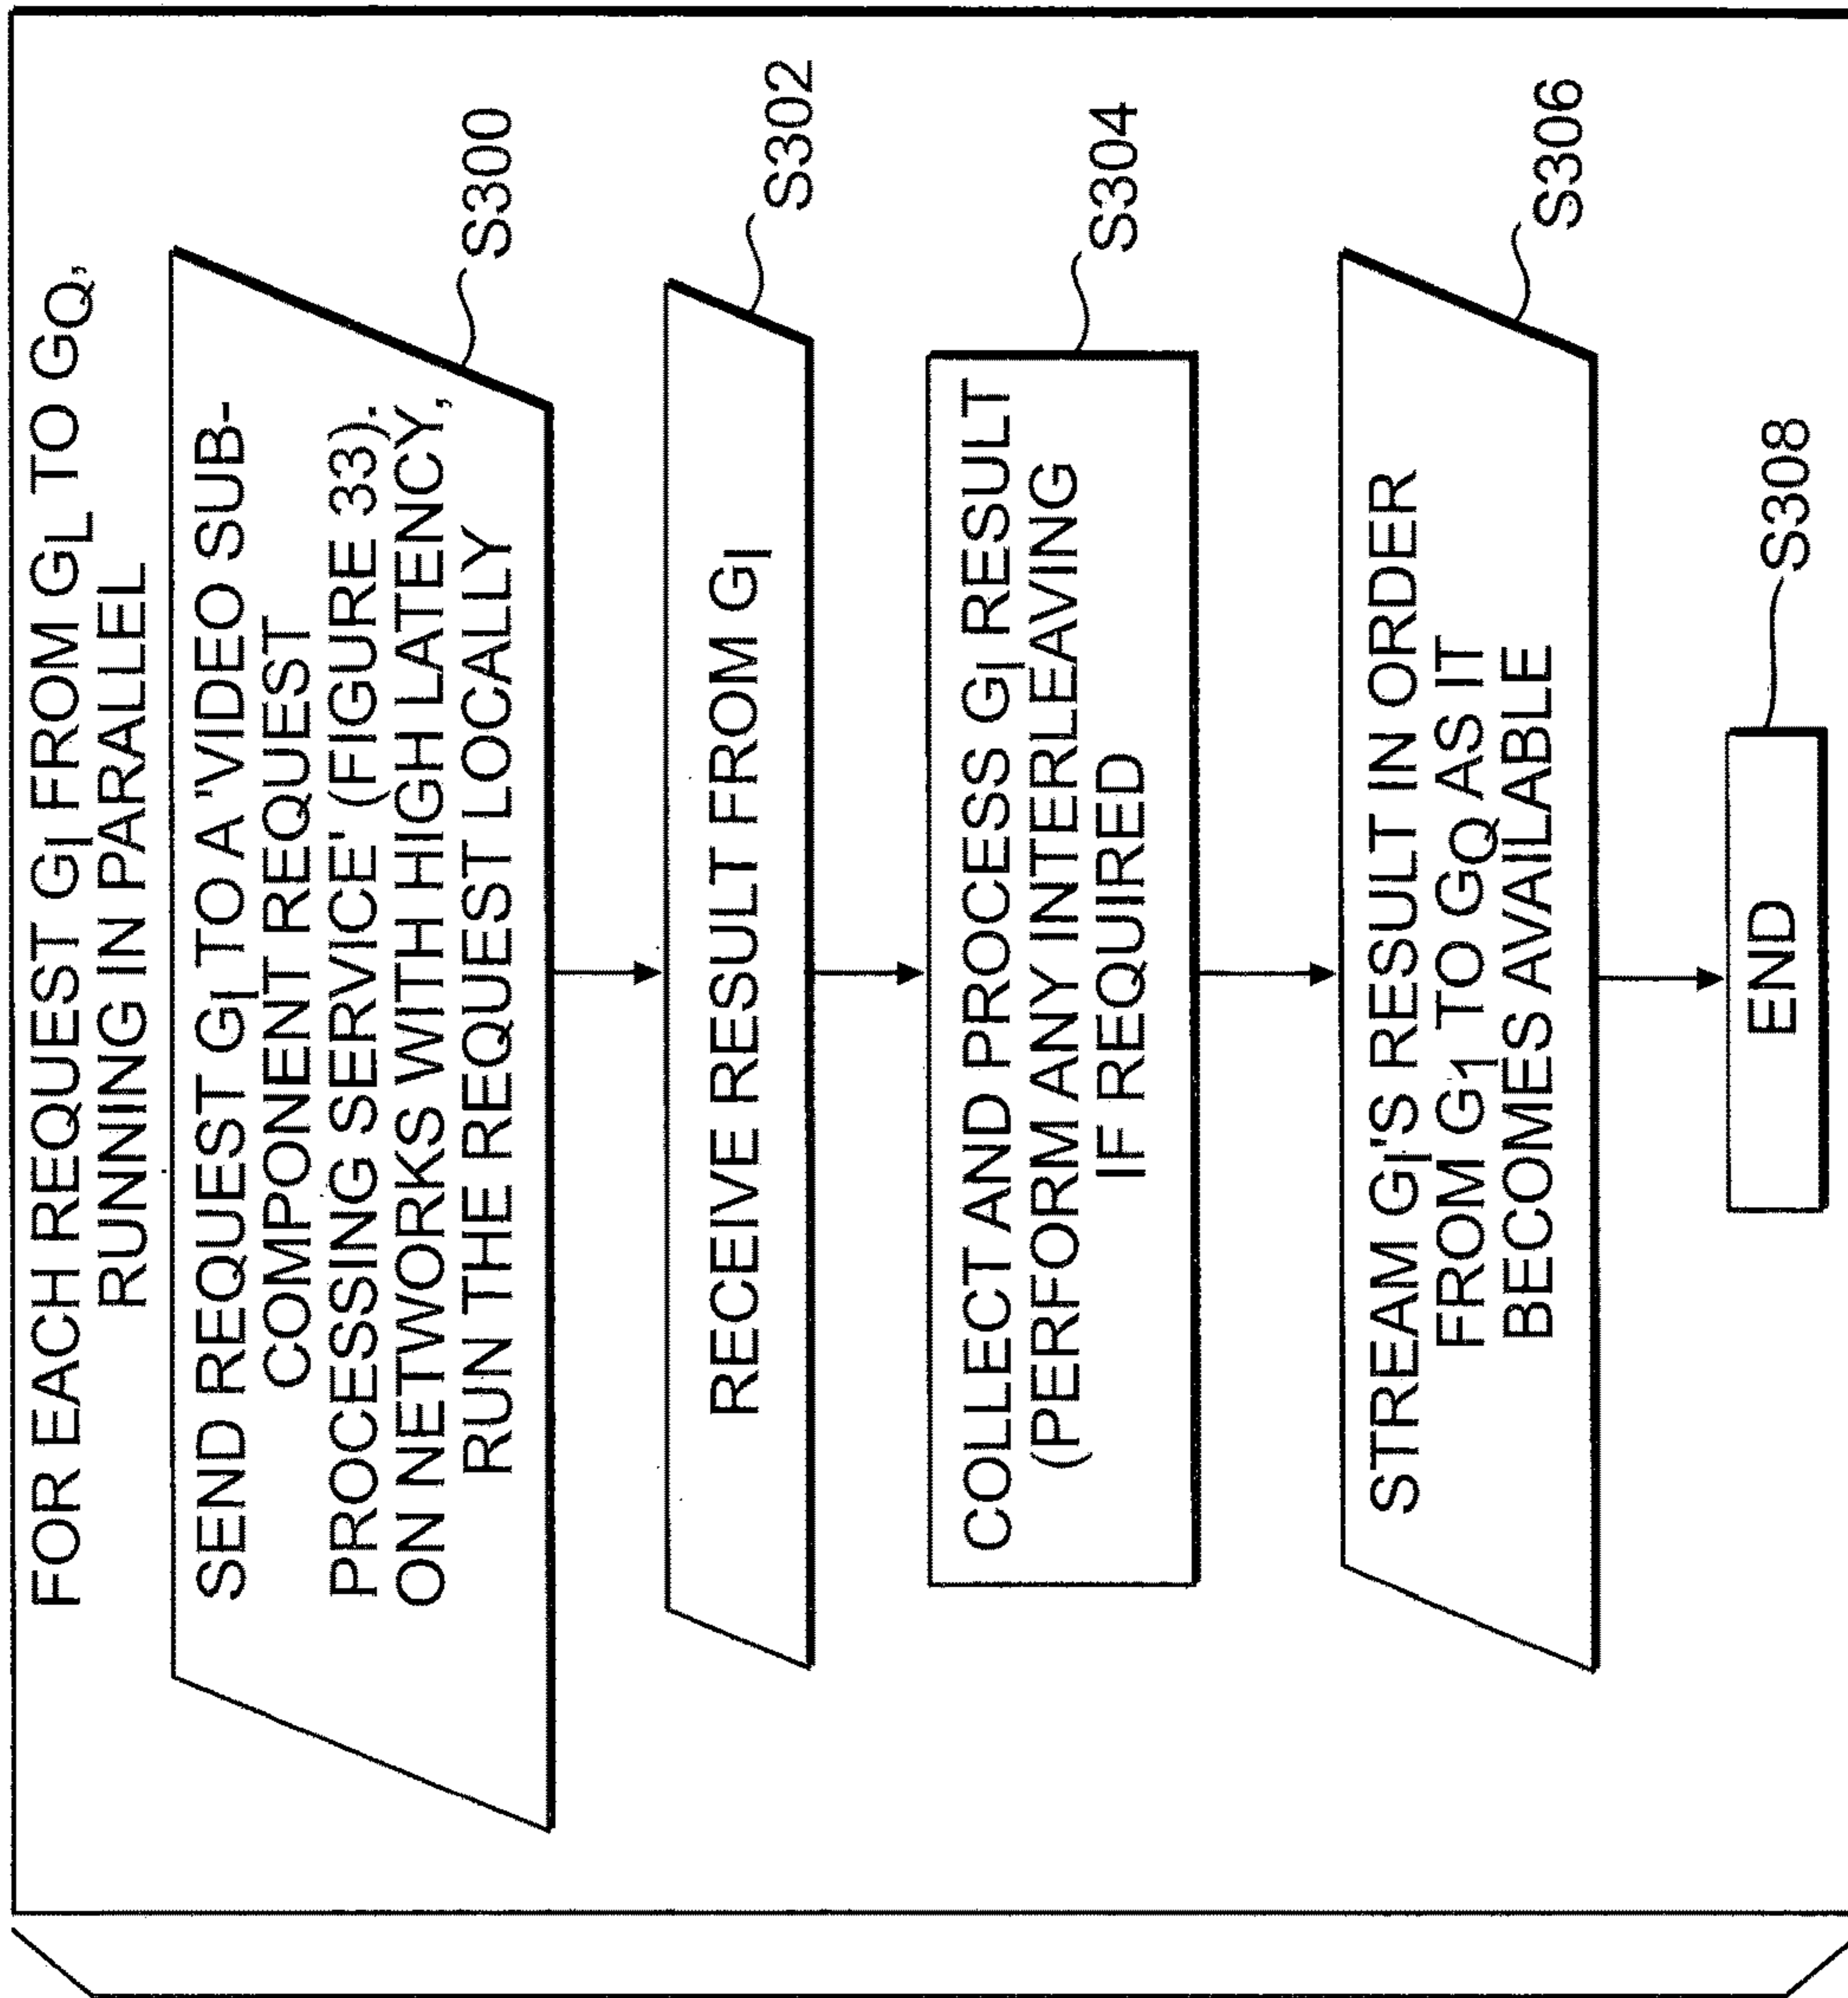 FOR EACH REQUEST GI FROM GL TO GQ,
RUNNING IN PARALLEL
SEND REQUEST GI TO A 'VIDEO SUB-
COMPONENT REQUEST
PROCESSING SERVICE' (FIGURE 33).
ON NETWORKS WITH HIGH LATENCY,
RUN THE REQUEST LOCALLY
S300
RECEIVE RESULT FROM GI
S302
COLLECT AND PROCESS GI RESULT
(PERFORM ANY INTERLEAVING
IF REQUIRED
S304
STREAM GI'S RESULT IN ORDER
FROM G1 TO GQ AS IT
BECOMES AVAILABLE
S306
END
S308